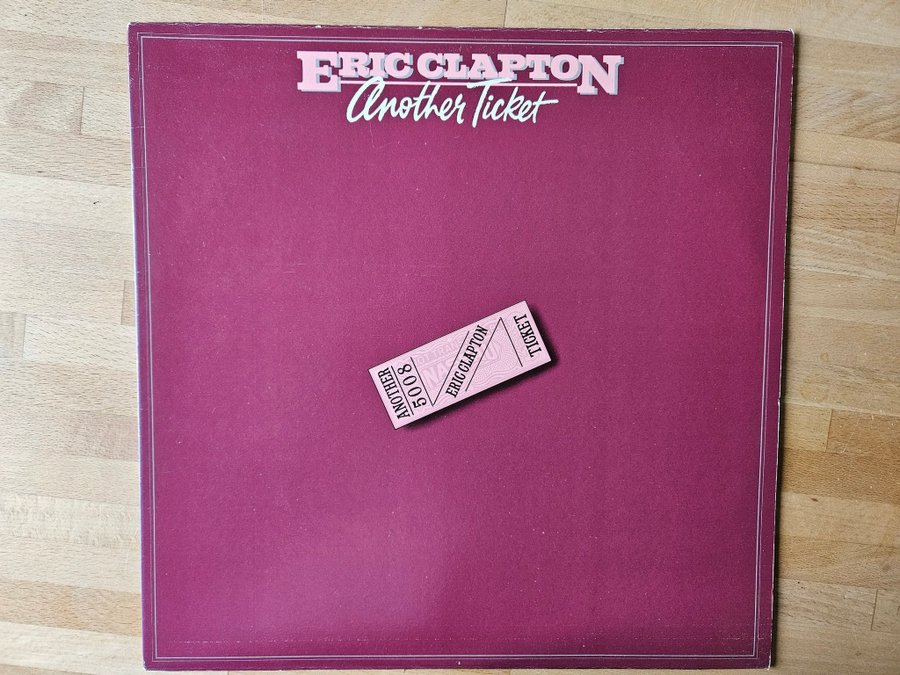 ERIC CLAPTON
Another Ticket
ANOTHER
5008
ERIC CLAPTON
TICKET